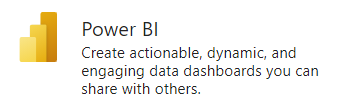 Power BI
Create actionable, dynamic, and
engaging data dashboards you can
share with others.